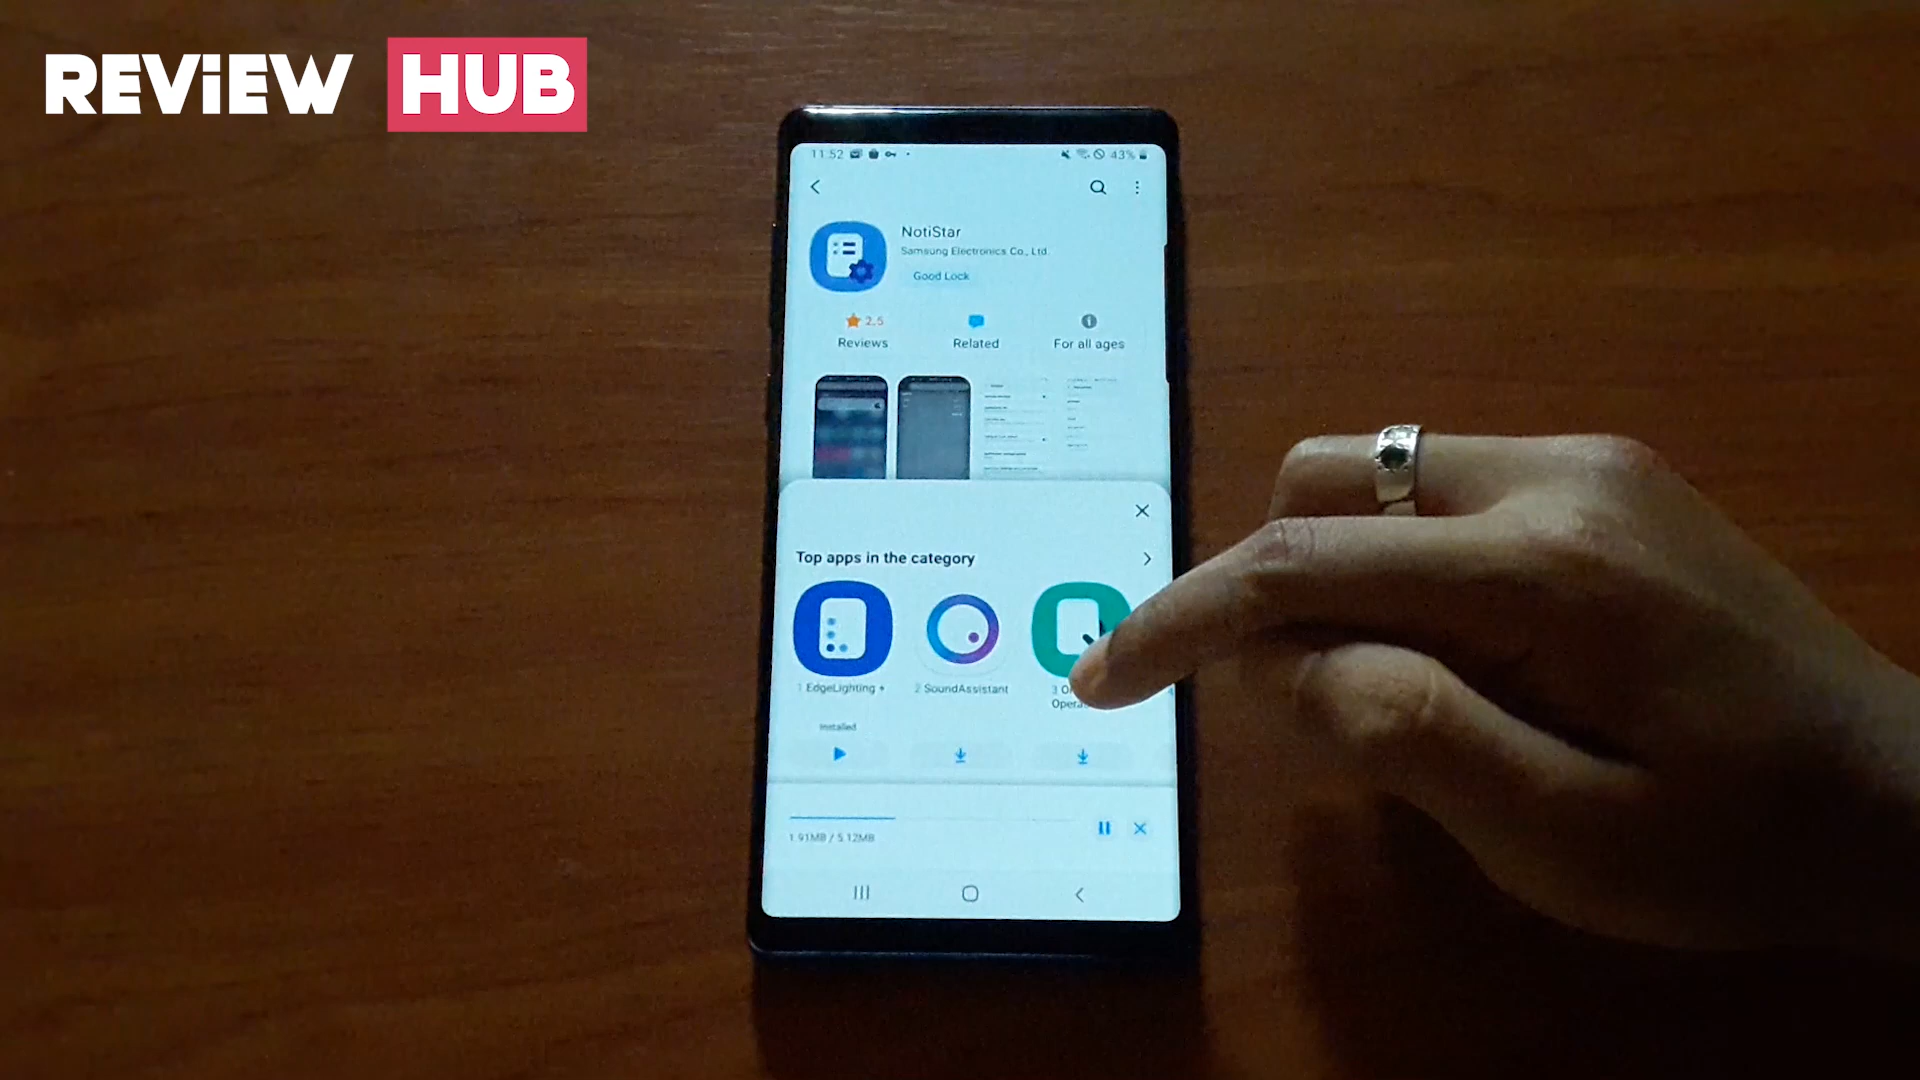 REViEW HUB
11:52
43%
NotiStar
Samsung Electronics Co., Ltd.
Good Lock
2.5
Reviews
Related
For all ages
Top apps in the category
1 EdgeLighting +
2 SoundAssistant
3
Installed
1.91MB / 5.12MB